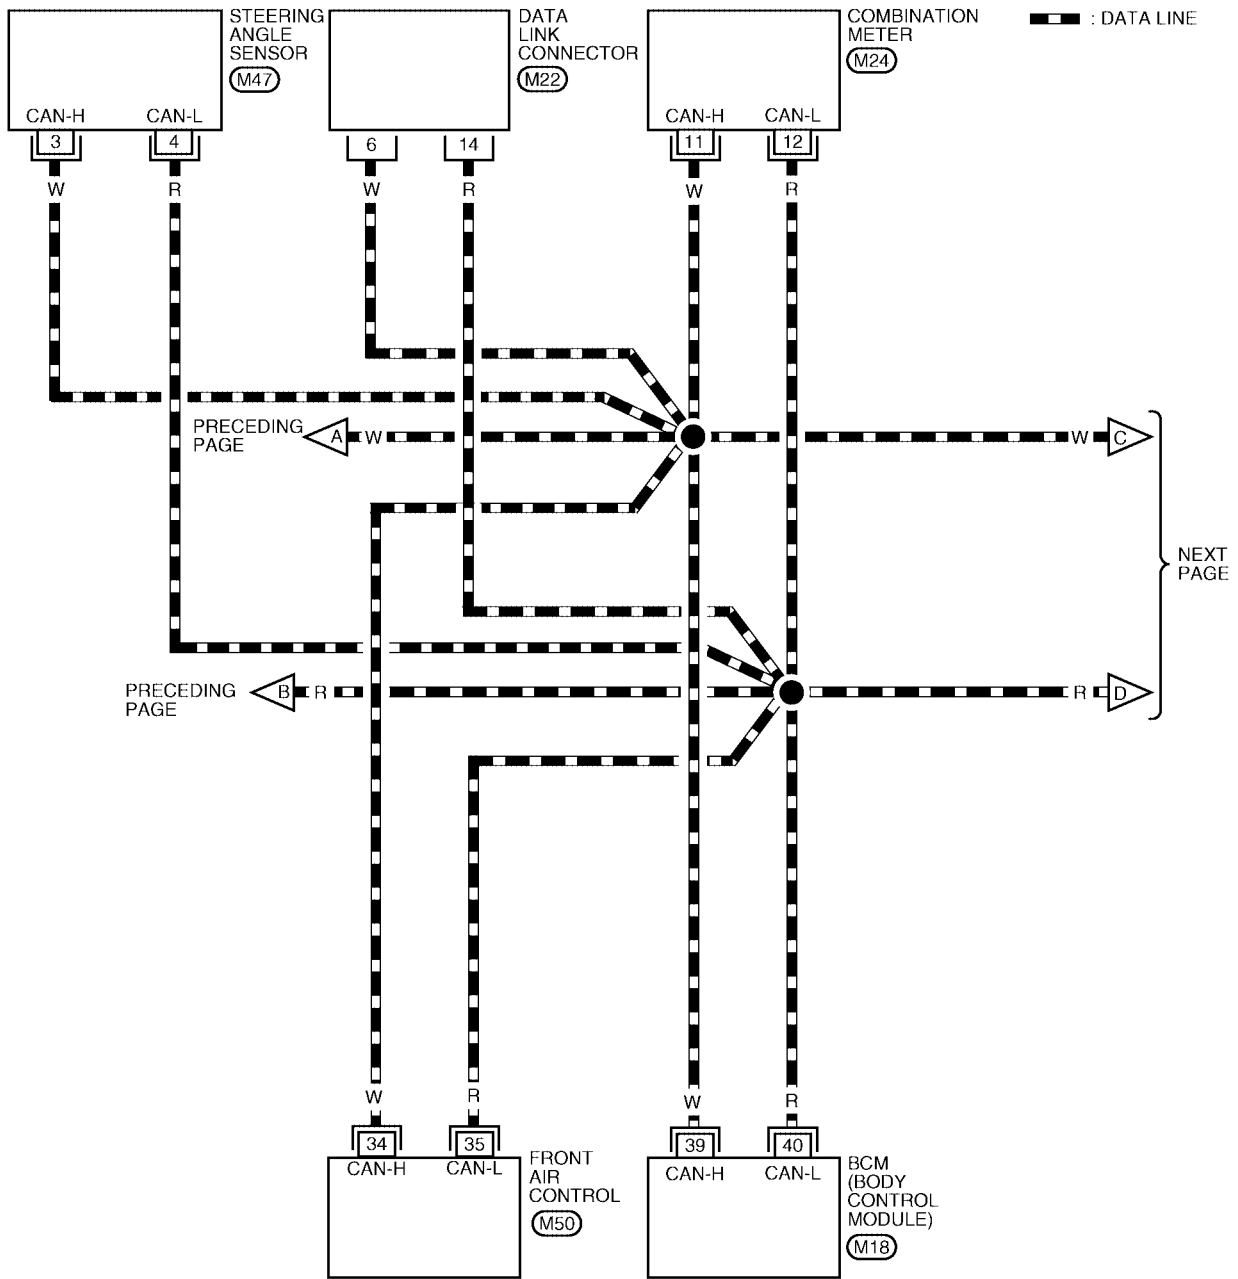 STEERING
ANGLE
SENSOR
M47
DATA
LINK
CONNECTOR
M22
COMBINATION
METER
M24
: DATA LINE
CAN-H
CAN-L
CAN-H
CAN-L
3
4
6
14
11
12
W
R
W
R
W
R
PRECEDING
PAGE
A
W
W
C
NEXT
PAGE
PRECEDING
PAGE
B
R
R
D
W
R
W
R
34
35
39
40
CAN-H
CAN-L
FRONT
AIR
CONTROL
M50
CAN-H
CAN-L
BCM
(BODY
CONTROL
MODULE)
M18